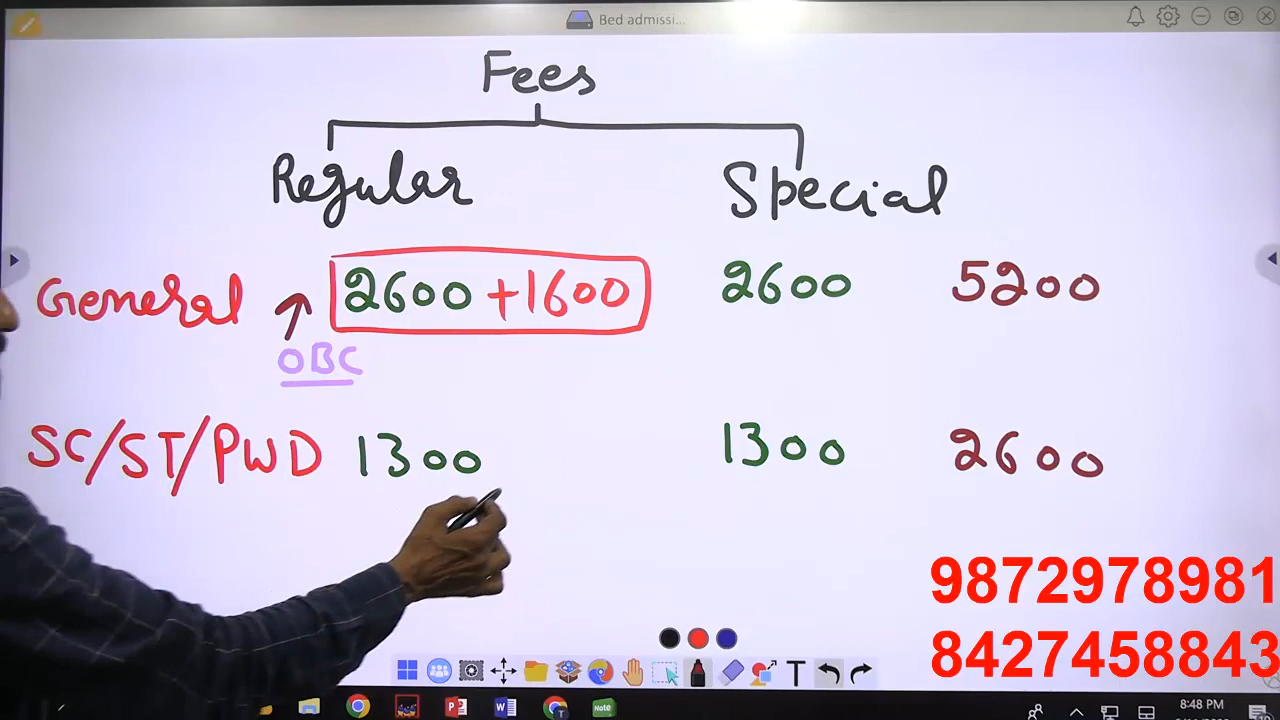 Bed admissi...
Fees
Regular Special
General 2600 +1600 2600 5200
OBC
SC/ST/PWD 1300 1300 2600
9872978981
8427458843
T
Note
8:48 PM